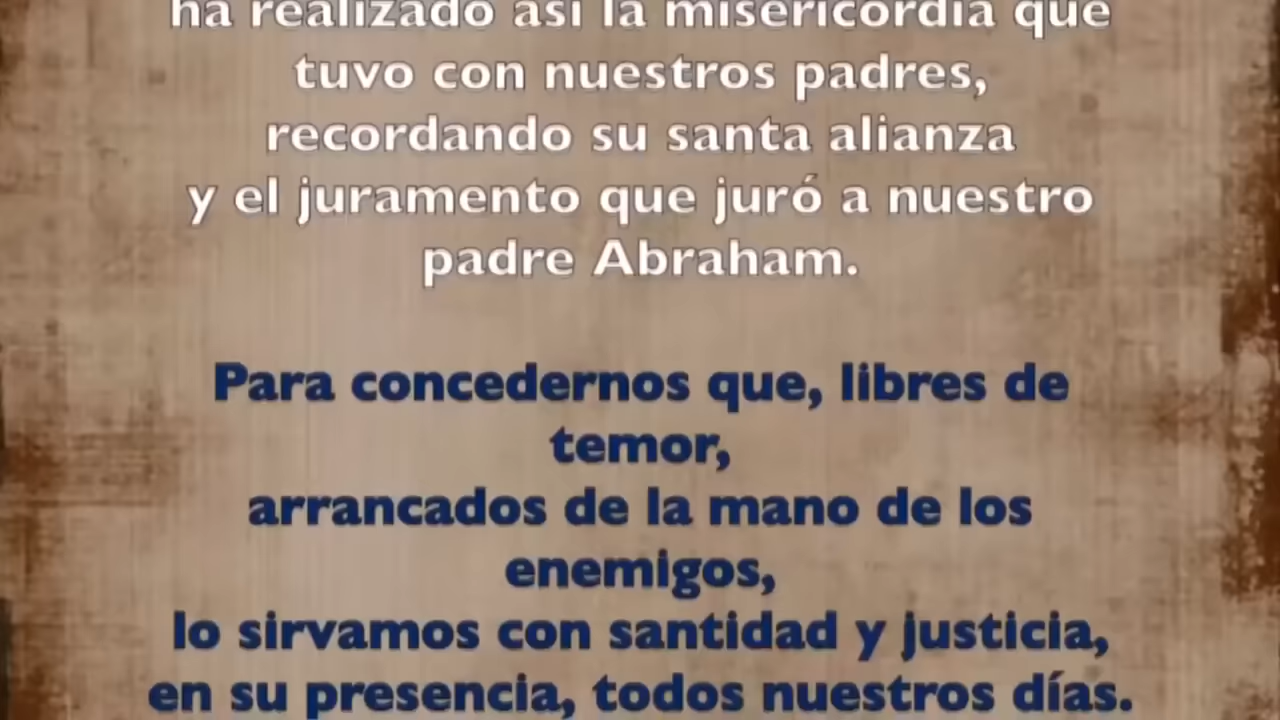 ha realizado así la misericordia que
tuvo con nuestros padres,
recordando su santa alianza
y el juramento que juró a nuestro
padre Abraham.
Para concedernos que, libres de
temor,
arrancados de la mano de los
enemigos,
lo sirvamos con santidad y justicia,
en su presencia, todos nuestros días.